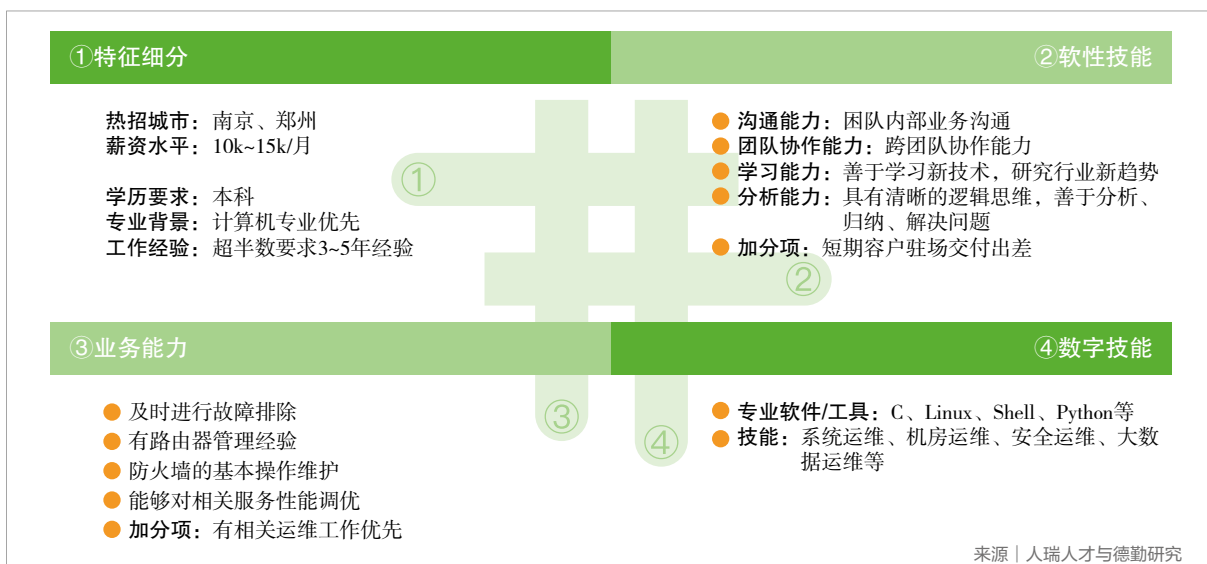 ①特征细分
热招城市：南京、郑州
薪资水平：10k~15k/月
学历要求：本科
专业背景：计算机专业优先
工作经验：超半数要求3~5年经验
①
②软性技能
沟通能力：困队内部业务沟通
团队协作能力：跨团队协作能力
学习能力：善于学习新技术，研究行业新趋势
分析能力：具有清晰的逻辑思维，善于分析、
归纳、解决问题
加分项：短期容户驻场交付出差
②
③业务能力
及时进行故障排除
有路由器管理经验
防火墙的基本操作维护
能够对相关服务性能调优
加分项：有相关运维工作优先
③
④数字技能
专业软件/工具：C、Linux、Shell、Python等
技能：系统运维、机房运维、安全运维、大数
据运维等
④
来源｜人瑞人才与德勤研究